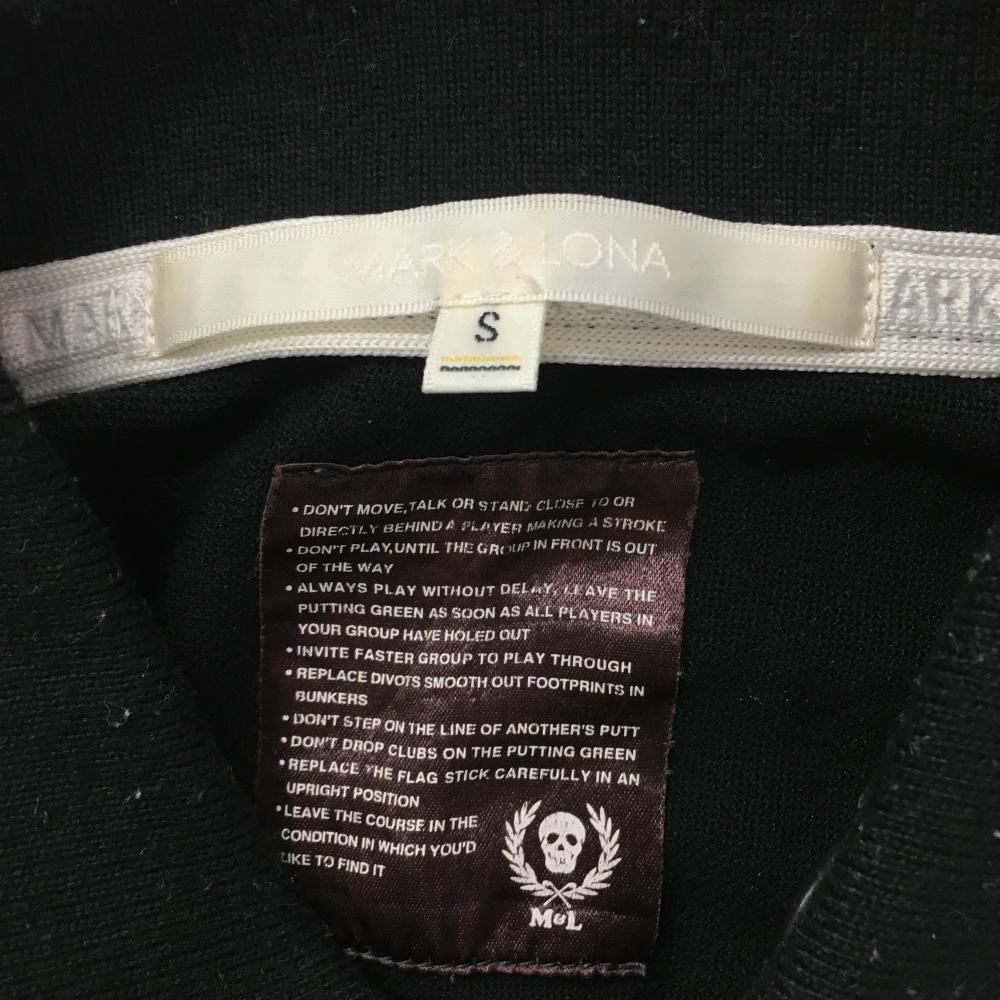 MARK & LONA
MAR
ARK
S
• DON'T MOVE,TALK OR STAND CLOSE TO OR
DIRECTLY BEHIND A PLAYER MAKING A STROKE
• DON'T PLAY,UNTIL THE GROUP IN FRONT IS OUT
OF THE WAY
• ALWAYS PLAY WITHOUT DELAY, LEAVE THE
PUTTING GREEN AS SOON AS ALL PLAYERS IN
YOUR GROUP HAVE HOLED OUT
• INVITE FASTER GROUP TO PLAY THROUGH
• REPLACE DIVOTS SMOOTH OUT FOOTPRINTS IN
BUNKERS
• DON'T STEP ON THE LINE OF ANOTHER'S PUTT
• DON'T DROP CLUBS ON THE PUTTING GREEN
• REPLACE THE FLAG STICK CAREFULLY IN AN
UPRIGHT POSITION
• LEAVE THE COURSE IN THE
CONDITION IN WHICH YOU'D
LIKE TO FIND IT
M&L